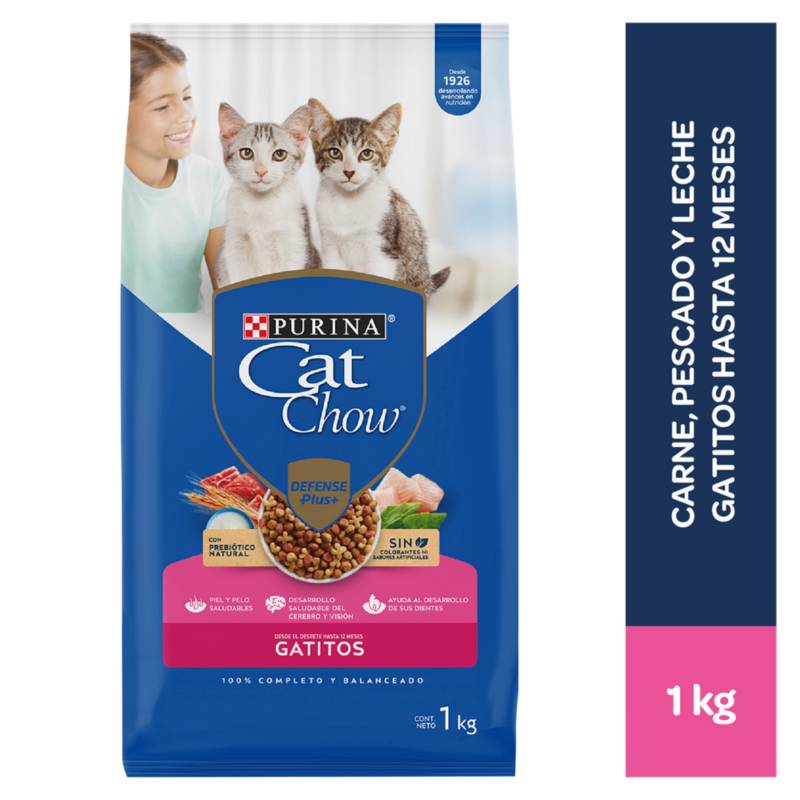 Desde
1926
desarrollando
avances en
nutrición
PURINA®
Cat
Chow®
DEFENSE
Plus+
CON
PREBIÓTICO
NATURAL
SIN
COLORANTES NI
SABORES ARTIFICIALES
PIEL Y PELO
SALUDABLES
DESARROLLO
SALUDABLE DEL
CEREBRO Y VISIÓN
AYUDA AL DESARROLLO
DE SUS DIENTES
DESDE EL DESTETE HASTA 12 MESES
GATITOS
100% COMPLETO Y BALANCEADO
CONT.
NETO 1 kg
CARNE, PESCADO Y LECHE
GATITOS HASTA 12 MESES
1 kg